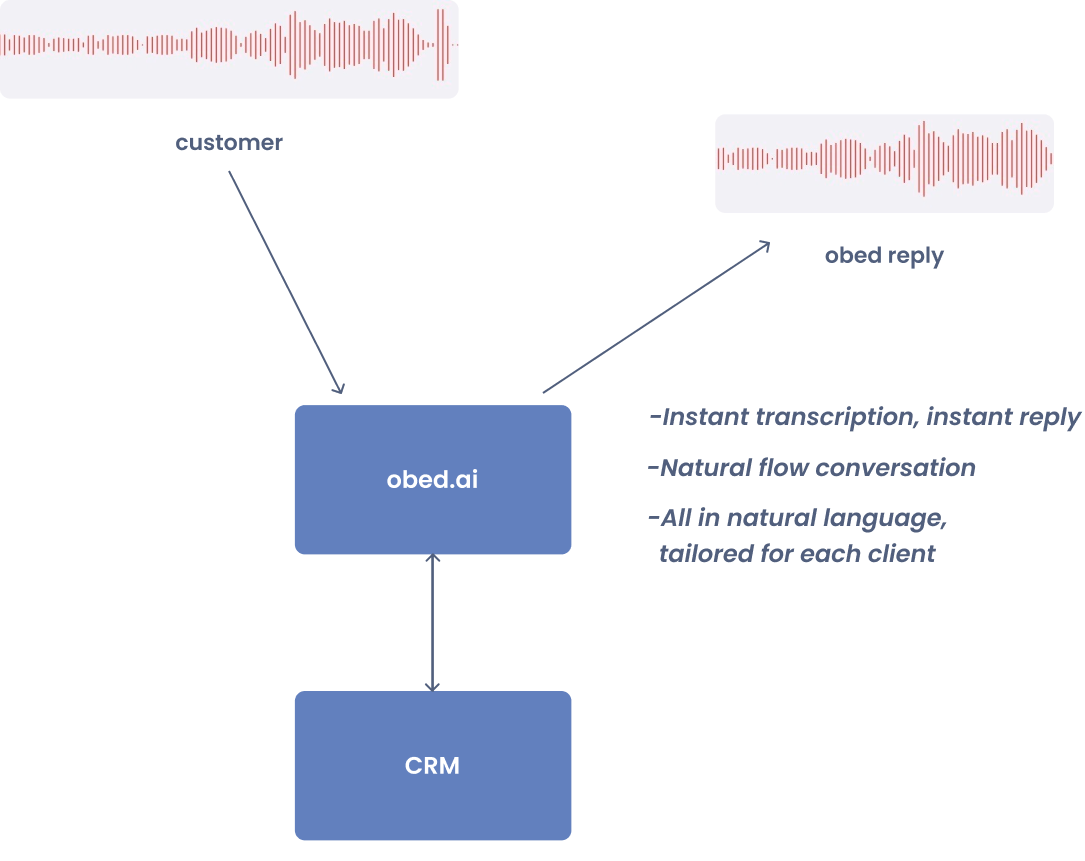 customer
obed reply
obed.ai
-Instant transcription, instant reply
-Natural flow conversation
-All in natural language,
tailored for each client
CRM